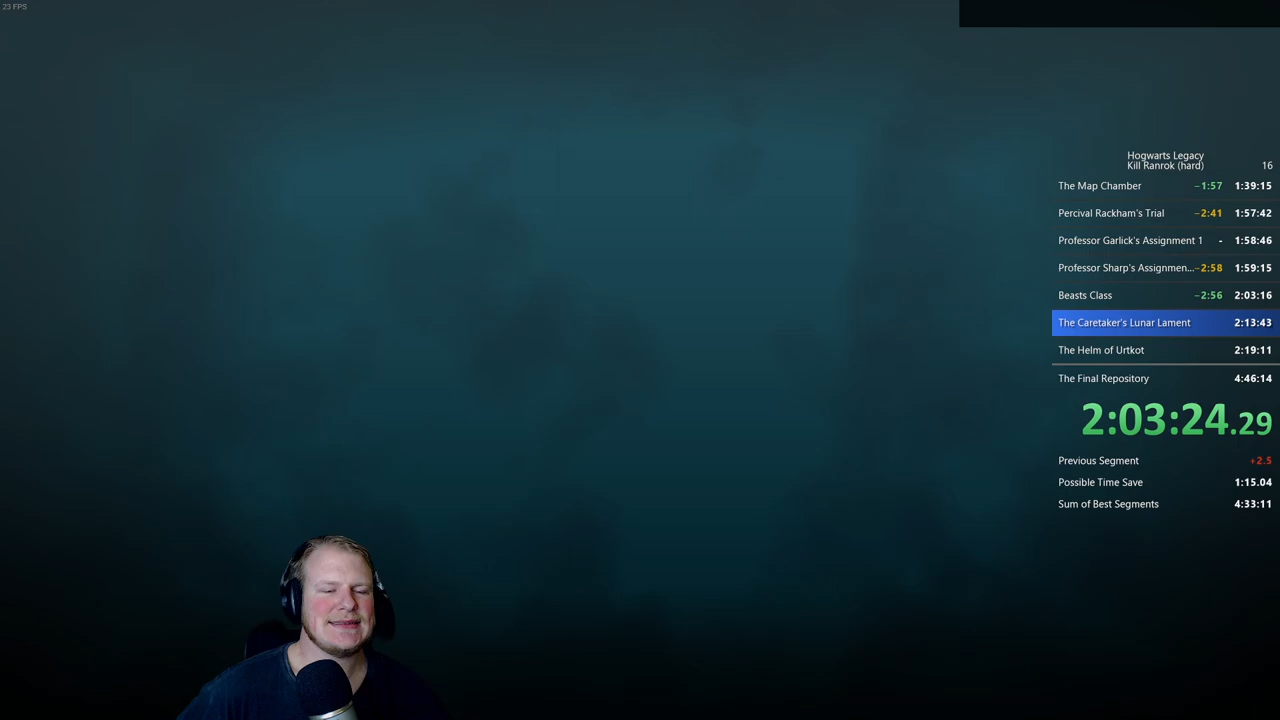 23 FPS
Hogwarts Legacy
Kill Ranrok (hard) 16
The Map Chamber −1:57 1:39:15
Percival Rackham's Trial −2:41 1:57:42
Professor Garlick's Assignment 1 - 1:58:46
Professor Sharp's Assignmen... −2:58 1:59:15
Beasts Class −2:56 2:03:16
The Caretaker's Lunar Lament 2:13:43
The Helm of Urtkot 2:19:11
The Final Repository 4:46:14
2:03:24.29
Previous Segment +2.5
Possible Time Save 1:15.04
Sum of Best Segments 4:33:11